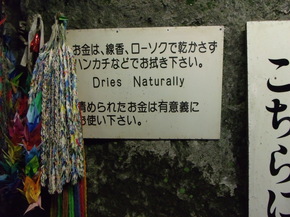 お金は、線香、ローソクで乾かさず
ハンカチなどでお拭き下さい。
Dries Naturally
清められたお金は有意義に
お使い下さい。
こちらに